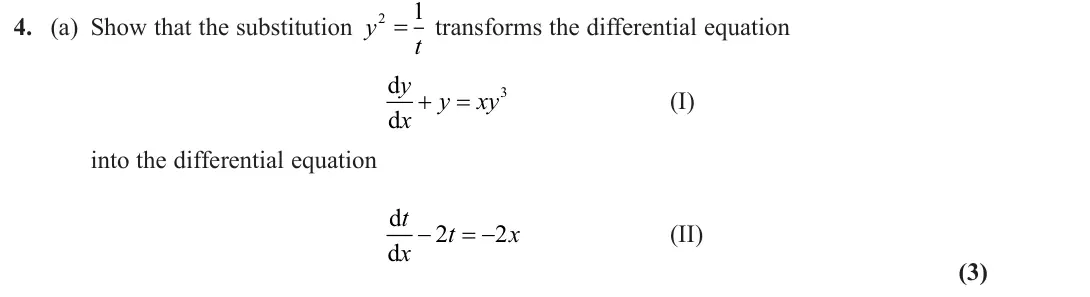 4. (a) Show that the substitution y² = 1/t transforms the differential equation
dy/dx + y = xy³ (I)
into the differential equation
dt/dx − 2t = −2x (II)
(3)